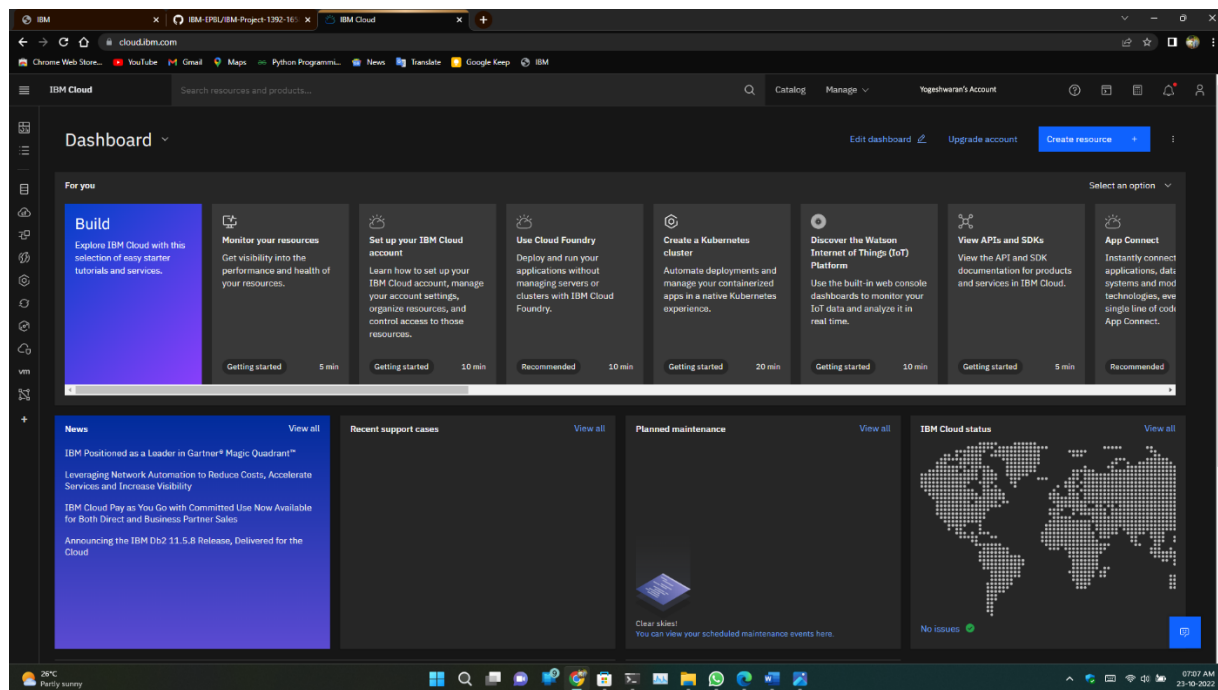 IBM
IBM-EPBL/IBM-Project-1392-165
IBM Cloud
cloud.ibm.com
Chrome Web Store...
YouTube
Gmail
Maps
Python Programmi...
News
Translate
Google Keep
IBM
IBM Cloud
Search resources and products...
Catalog
Manage
Yogeshwaran's Account
Dashboard
Edit dashboard
Upgrade account
Create resource +
For you
Select an option
Build
Explore IBM Cloud with this
selection of easy starter
tutorials and services.
Monitor your resources
Get visibility into the
performance and health of
your resources.
Getting started
5 min
Set up your IBM Cloud
account
Learn how to set up your
IBM Cloud account, manage
your account settings,
organize resources, and
control access to those
resources.
Getting started
10 min
Use Cloud Foundry
Deploy and run your
applications without
managing servers or
clusters with IBM Cloud
Foundry.
Recommended
10 min
Create a Kubernetes
cluster
Automate deployments and
manage your containerized
apps in a native Kubernetes
experience.
Getting started
20 min
Discover the Watson
Internet of Things (IoT)
Platform
Use the built-in web console
dashboards to monitor your
IoT data and analyze it in
real time.
Getting started
10 min
View APIs and SDKs
View the API and SDK
documentation for products
and services in IBM Cloud.
Getting started
5 min
App Connect
Instantly connect
applications, data
systems and mod
technologies, eve
single line of code
App Connect.
Recommended
vm
News
View all
IBM Positioned as a Leader in Gartner® Magic Quadrant™
Leveraging Network Automation to Reduce Costs, Accelerate
Services and Increase Visibility
IBM Cloud Pay as You Go with Committed Use Now Available
for Both Direct and Business Partner Sales
Announcing the IBM Db2 11.5.8 Release, Delivered for the
Cloud
Recent support cases
View all
Planned maintenance
View all
Clear skies!
You can view your scheduled maintenance events here.
IBM Cloud status
View all
No issues
26°C
Partly sunny
07:07 AM
23-10-2022